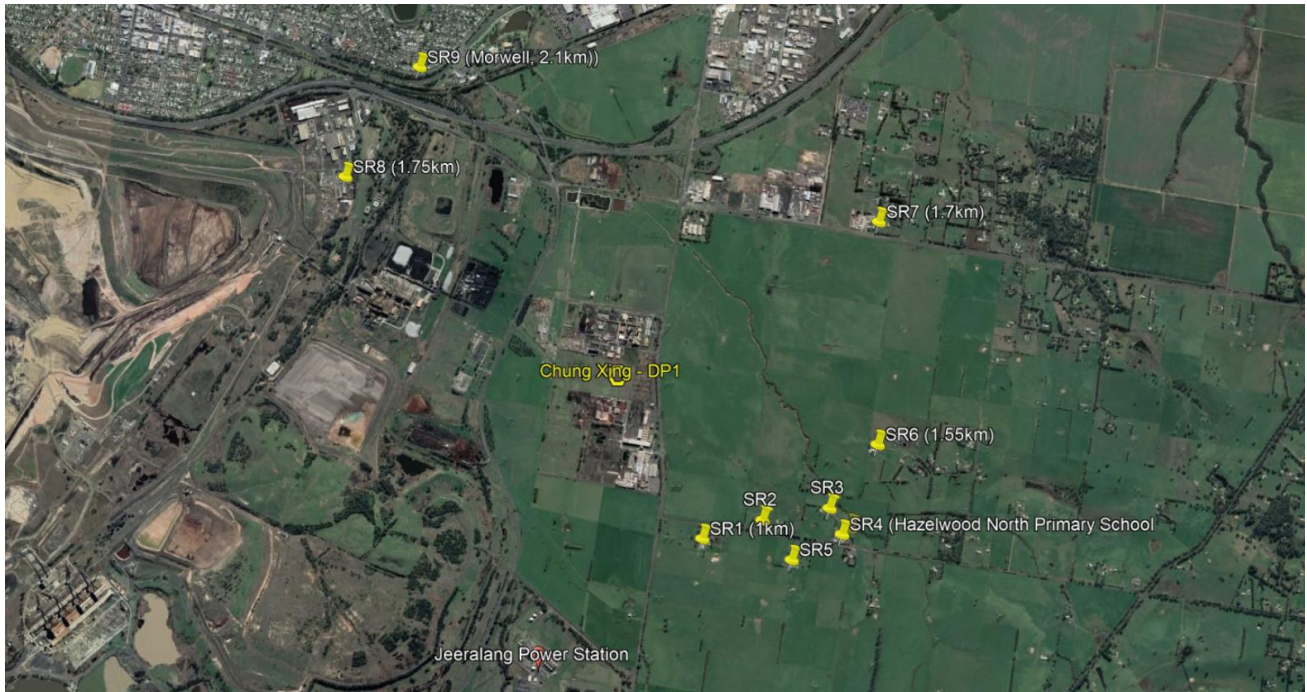 SR9 (Morwell, 2.1km))
SR8 (1.75km)
SR7 (1.7km)
Chung Xing - DP1
SR6 (1.55km)
SR3
SR2
SR4 (Hazelwood North Primary School
SR1 (1km)
SR5
Jeeralang Power Station